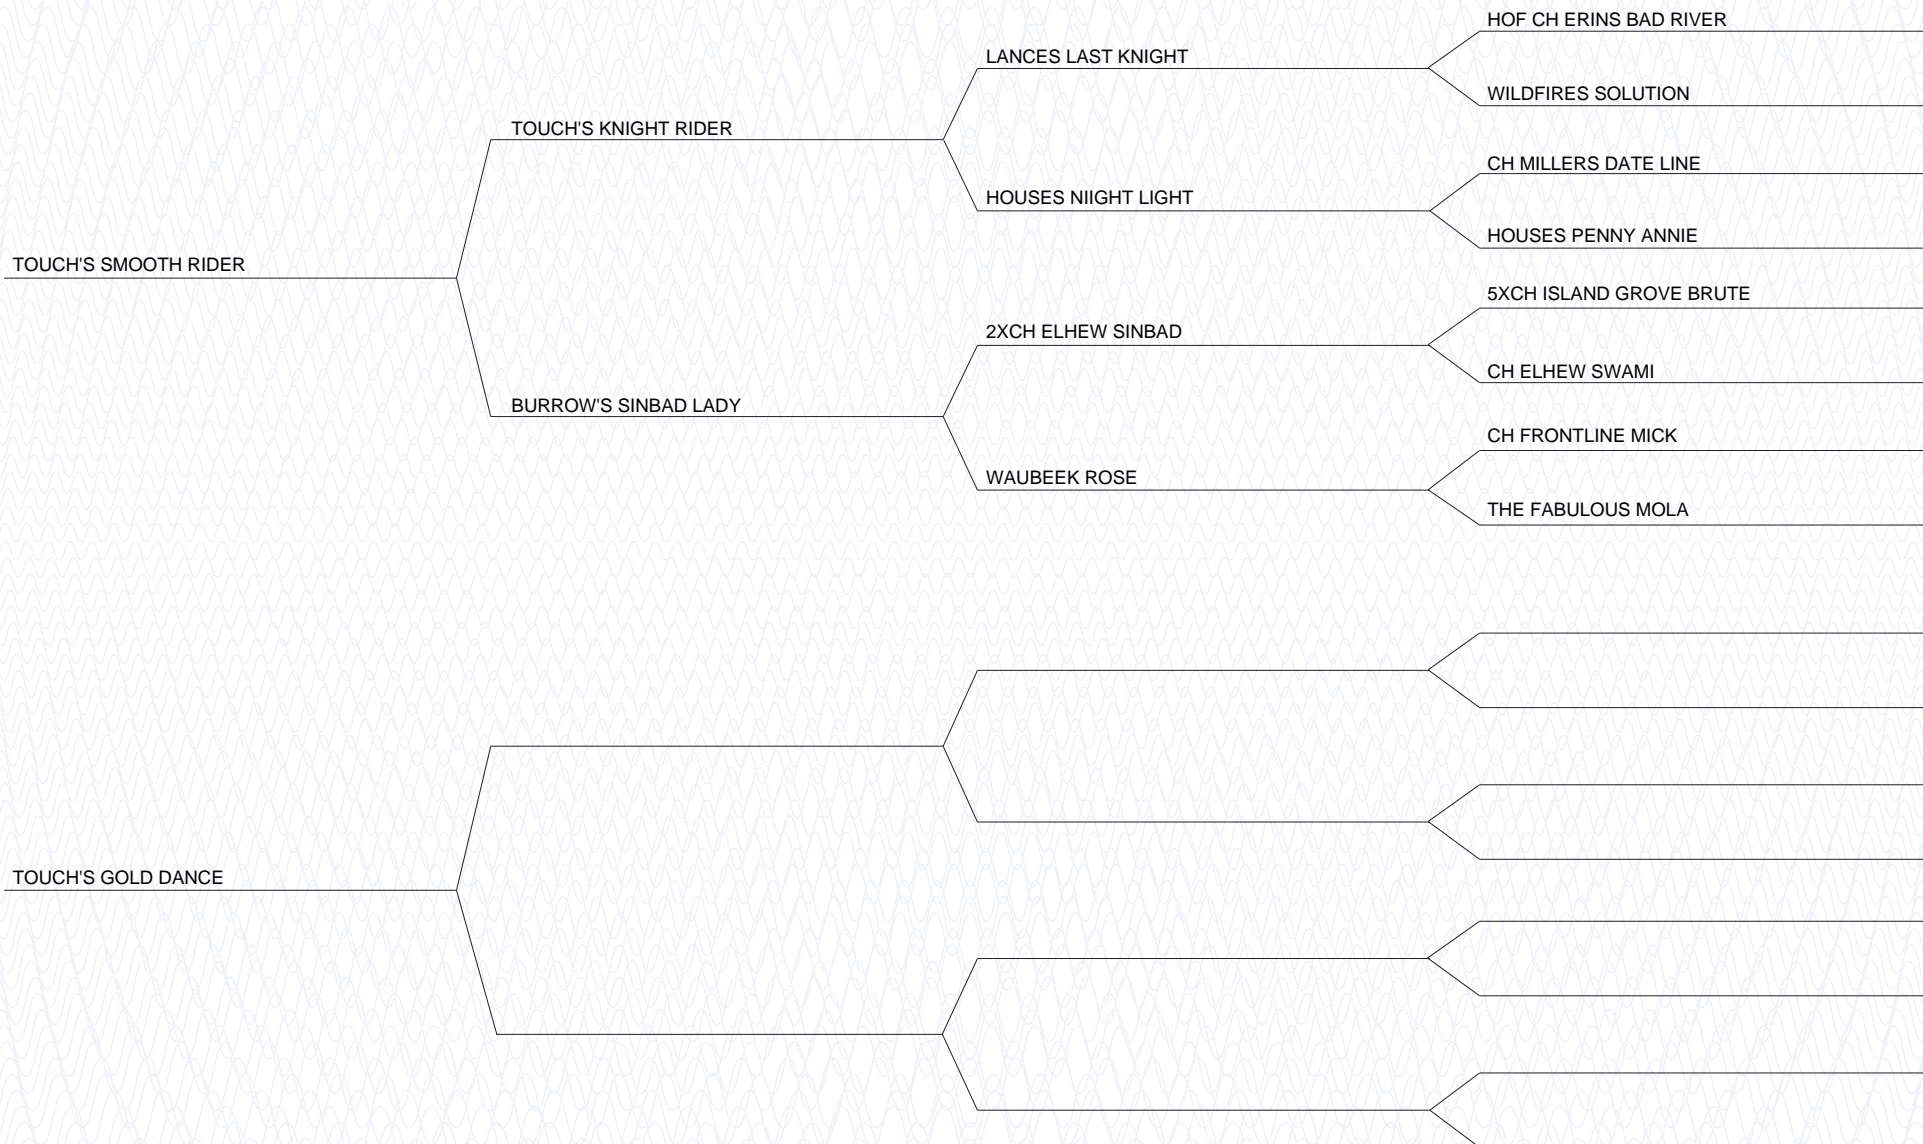 HOF CH ERINS BAD RIVER
LANCES LAST KNIGHT
WILDFIRES SOLUTION
TOUCH'S KNIGHT RIDER
CH MILLERS DATE LINE
HOUSES NIIGHT LIGHT
HOUSES PENNY ANNIE
TOUCH'S SMOOTH RIDER
5XCH ISLAND GROVE BRUTE
2XCH ELHEW SINBAD
CH ELHEW SWAMI
BURROW'S SINBAD LADY
CH FRONTLINE MICK
WAUBEEK ROSE
THE FABULOUS MOLA
TOUCH'S GOLD DANCE